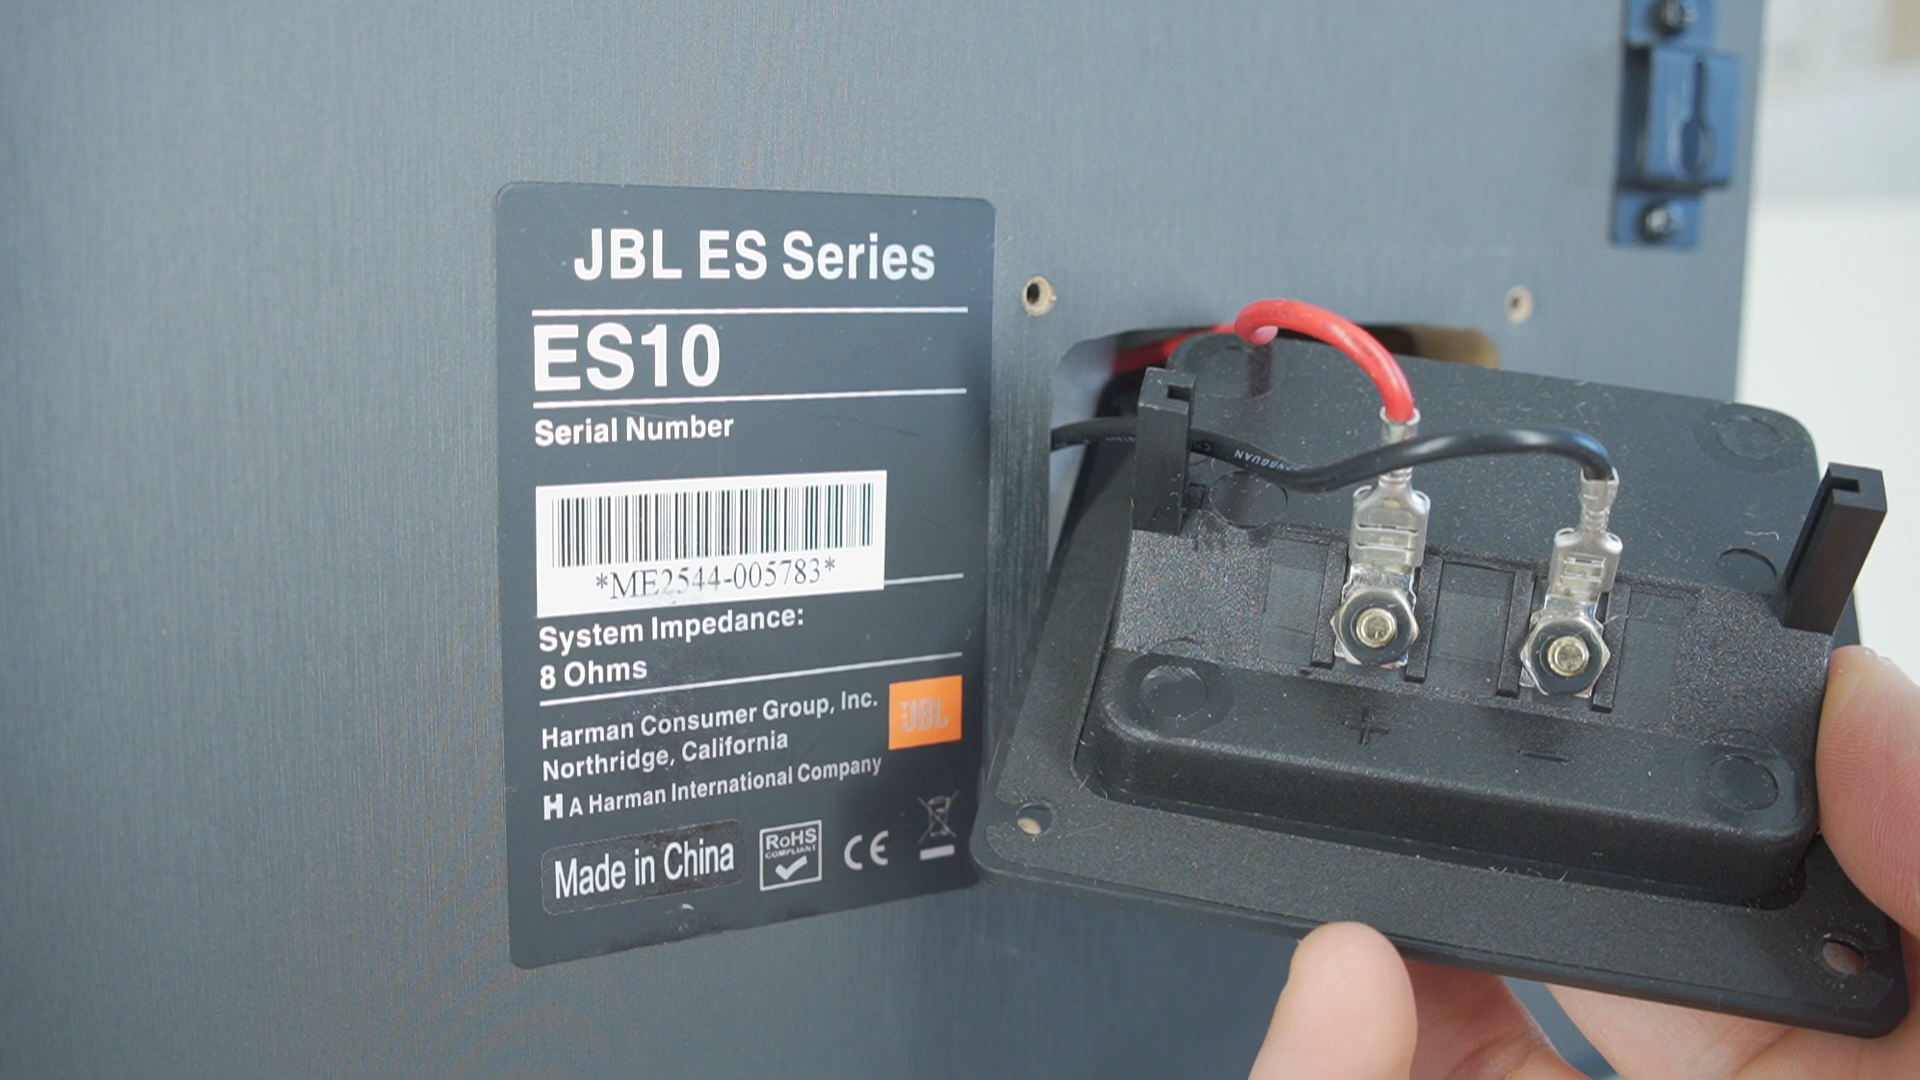 JBL ES Series
ES10
Serial Number
*ME2544-005783*
System Impedance:
8 Ohms
Harman Consumer Group, Inc.
Northridge, California
JBL
H A Harman International Company
Made in China
RoHS
COMPLIANT
CE
+
-